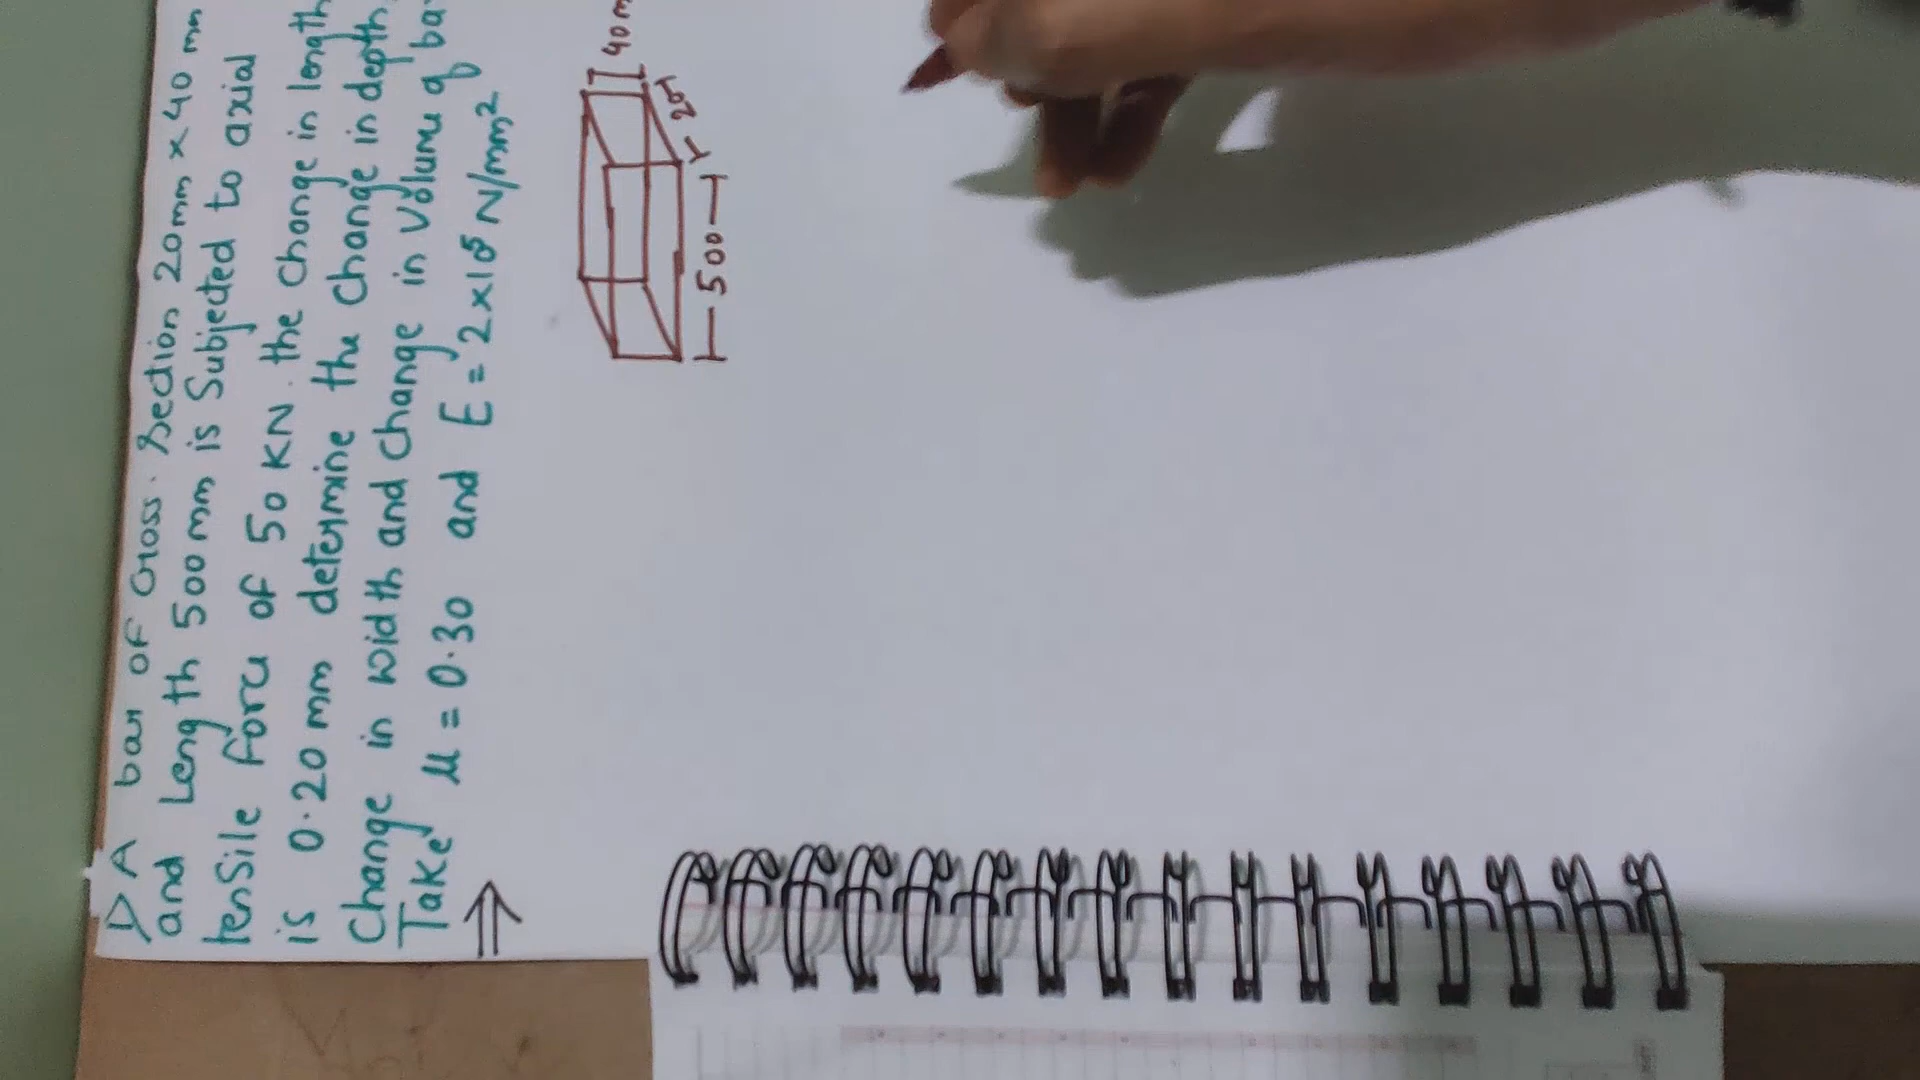 1) A bar of cross. section 20mm x 40 mm
and Length 500mm is Subjected to axial
tensile force of 50 KN. the change in length
is 0.20 mm determine the change in depth,
change in width and change in volume of ba
Take μ = 0.30 and E = 2x10⁵ N/mm²
⇒
40 m
20
500